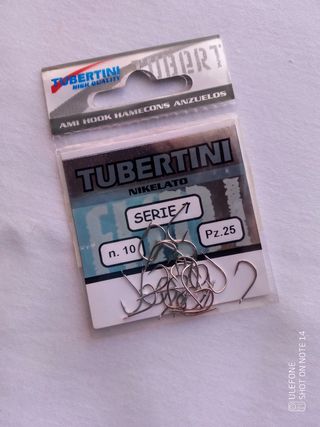 TUBERTINI
HIGH QUALITY
TUBERT
AMI HOOK HAMECONS ANZUELOS
TUBERTINI
NIKELATO
SERIE 7
n. 10
Pz.25
ULEFONE
SHOT ON NOTE 14